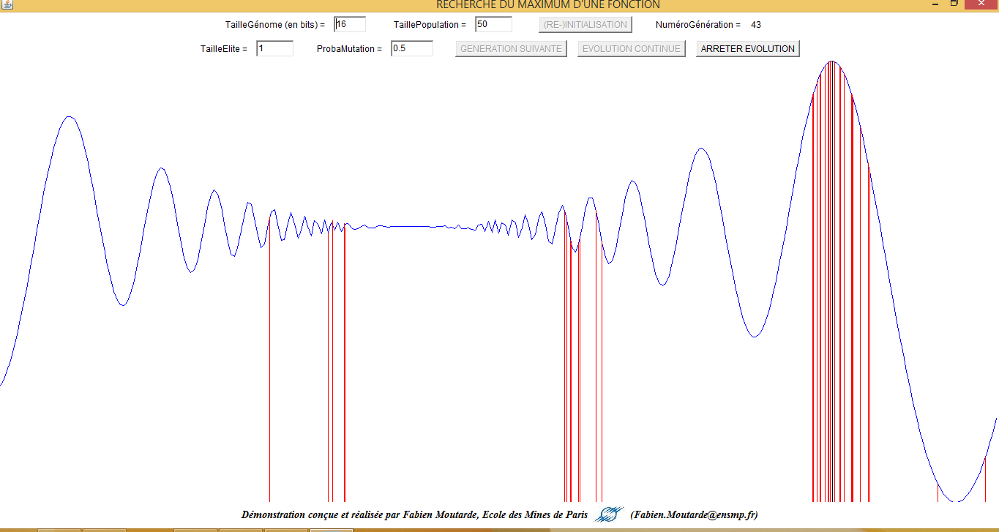 RECHERCHE DU MAXIMUM D'UNE FONCTION
TailleGénome (en bits) = 16 TaillePopulation = 50 (RE-)INITIALISATION NuméroGénération = 43
TailleElite = 1 ProbaMutation = 0.5 GENERATION SUIVANTE EVOLUTION CONTINUE ARRETER EVOLUTION
Démonstration conçue et réalisée par Fabien Moutarde, Ecole des Mines de Paris (Fabien.Moutarde@ensmp.fr)